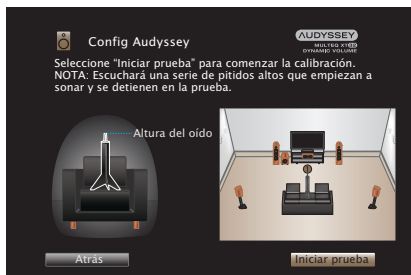 Config Audyssey
AUDYSSEY
MULTEQ XT32
DYNAMIC VOLUME
Seleccione “Iniciar prueba” para comenzar la calibración.
NOTA: Escuchará una serie de pitidos altos que empiezan a
sonar y se detienen en la prueba.
Altura del oído
Atrás
Iniciar prueba